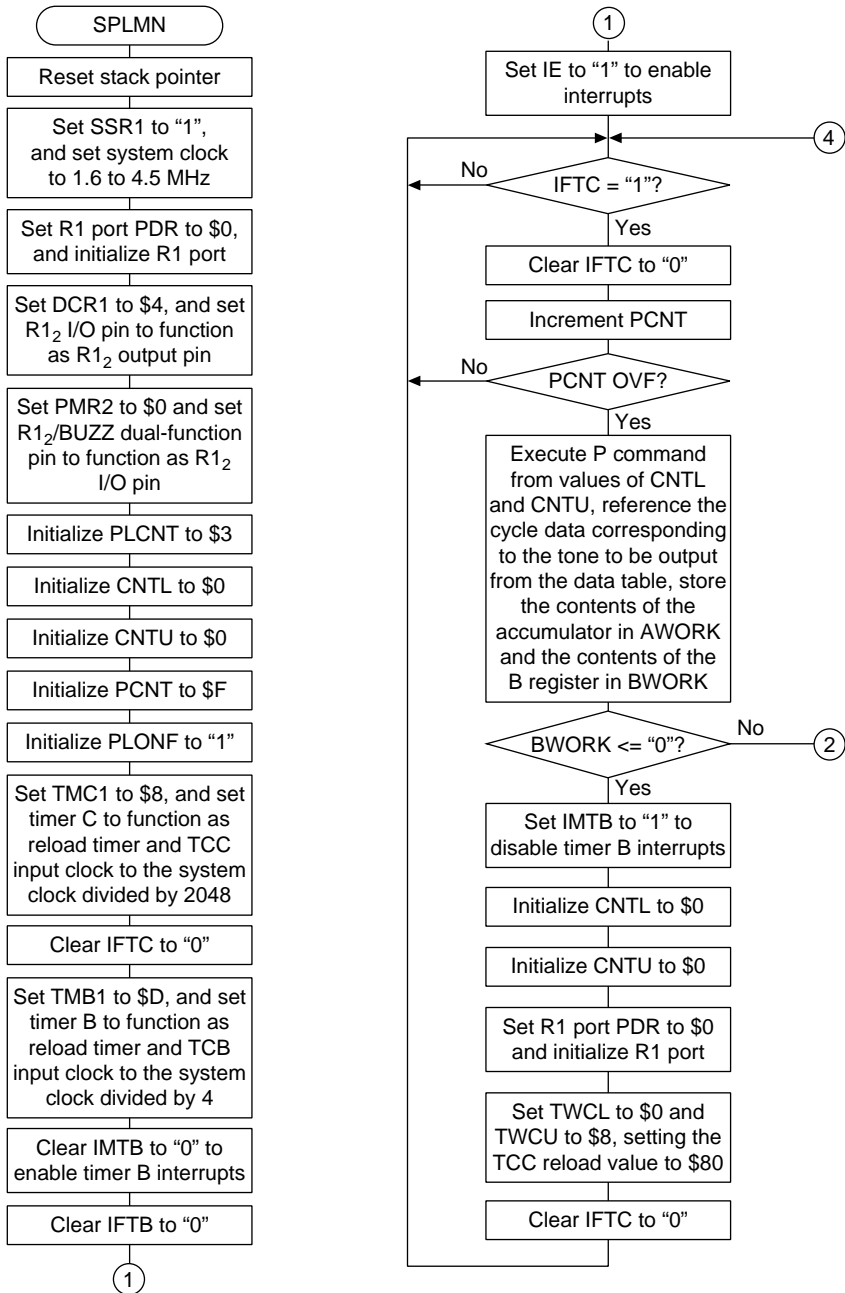 SPLMN
Reset stack pointer
Set SSR1 to “1”,
and set system clock
to 1.6 to 4.5 MHz
Set R1 port PDR to $0,
and initialize R1 port
Set DCR1 to $4, and set
R1₂ I/O pin to function
as R1₂ output pin
Set PMR2 to $0 and set
R1₂/BUZZ dual-function
pin to function as R1₂
I/O pin
Initialize PLCNT to $3
Initialize CNTL to $0
Initialize CNTU to $0
Initialize PCNT to $F
Initialize PLONF to “1”
Set TMC1 to $8, and set
timer C to function as
reload timer and TCC
input clock to the system
clock divided by 2048
Clear IFTC to “0”
Set TMB1 to $D, and set
timer B to function as
reload timer and TCB
input clock to the system
clock divided by 4
Clear IMTB to “0” to
enable timer B interrupts
Clear IFTB to “0”
1
1
Set IE to “1” to enable
interrupts
4
No
IFTC = “1”?
Yes
Clear IFTC to “0”
Increment PCNT
No
PCNT OVF?
Yes
Execute P command
from values of CNTL
and CNTU, reference the
cycle data corresponding
to the tone to be output
from the data table, store
the contents of the
accumulator in AWORK
and the contents of the
B register in BWORK
BWORK <= “0”?
No
2
Yes
Set IMTB to “1” to
disable timer B interrupts
Initialize CNTL to $0
Initialize CNTU to $0
Set R1 port PDR to $0
and initialize R1 port
Set TWCL to $0 and
TWCU to $8, setting the
TCC reload value to $80
Clear IFTC to “0”